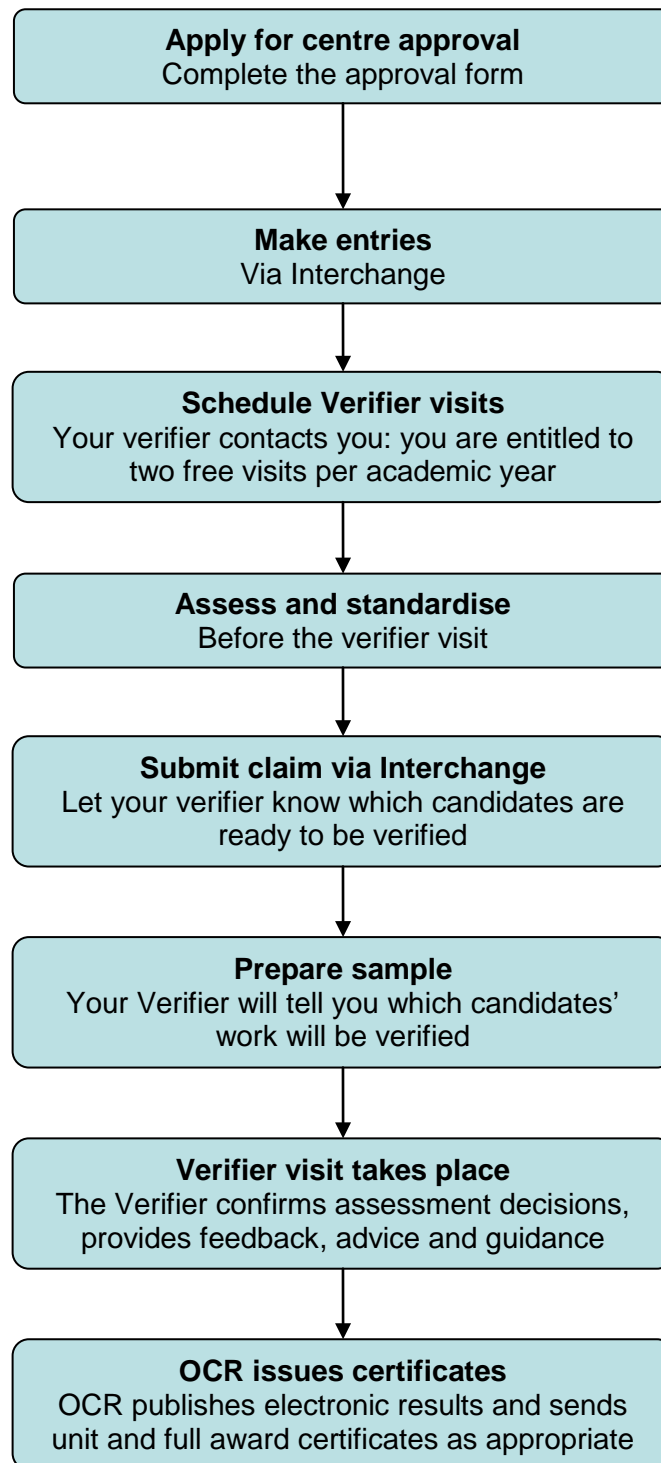 Apply for centre approval
Complete the approval form
Make entries
Via Interchange
Schedule Verifier visits
Your verifier contacts you: you are entitled to
two free visits per academic year
Assess and standardise
Before the verifier visit
Submit claim via Interchange
Let your verifier know which candidates are
ready to be verified
Prepare sample
Your Verifier will tell you which candidates’
work will be verified
Verifier visit takes place
The Verifier confirms assessment decisions,
provides feedback, advice and guidance
OCR issues certificates
OCR publishes electronic results and sends
unit and full award certificates as appropriate